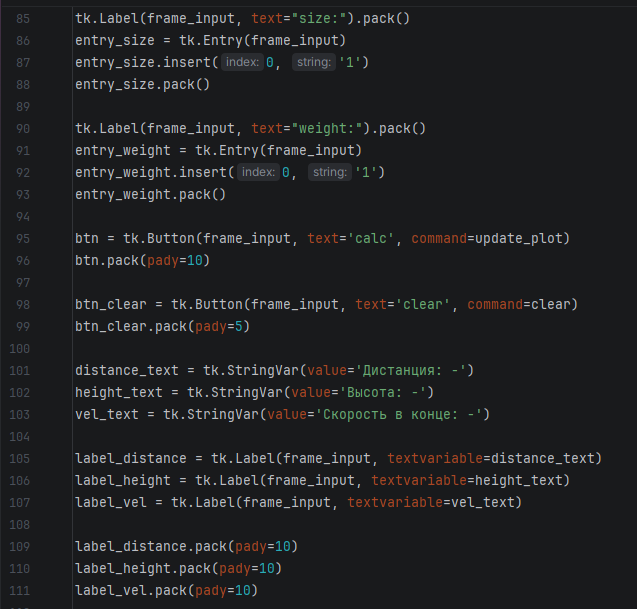 85 tk.Label(frame_input, text="size:").pack()
86 entry_size = tk.Entry(frame_input)
87 entry_size.insert( index: 0, string: '1')
88 entry_size.pack()
89
90 tk.Label(frame_input, text="weight:").pack()
91 entry_weight = tk.Entry(frame_input)
92 entry_weight.insert( index: 0, string: '1')
93 entry_weight.pack()
94
95 btn = tk.Button(frame_input, text='calc', command=update_plot)
96 btn.pack(pady=10)
97
98 btn_clear = tk.Button(frame_input, text='clear', command=clear)
99 btn_clear.pack(pady=5)
100
101 distance_text = tk.StringVar(value='Дистанция: -')
102 height_text = tk.StringVar(value='Высота: -')
103 vel_text = tk.StringVar(value='Скорость в конце: -')
104
105 label_distance = tk.Label(frame_input, textvariable=distance_text)
106 label_height = tk.Label(frame_input, textvariable=height_text)
107 label_vel = tk.Label(frame_input, textvariable=vel_text)
108
109 label_distance.pack(pady=10)
110 label_height.pack(pady=10)
111 label_vel.pack(pady=10)